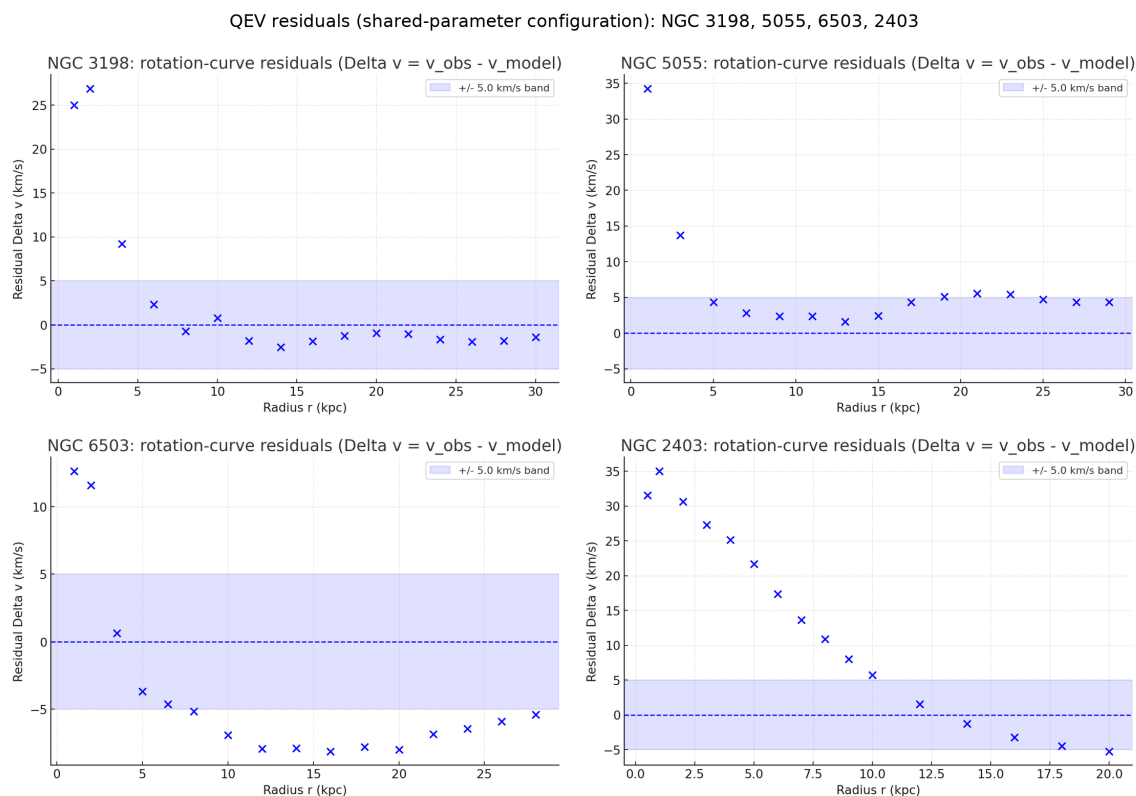 QEV residuals (shared-parameter configuration): NGC 3198, 5055, 6503, 2403
NGC 3198: rotation-curve residuals (Delta v = v_obs - v_model)
+/- 5.0 km/s band
Residual Delta v (km/s)
25
20
15
10
5
0
−5
0 5 10 15 20 25 30
Radius r (kpc)
NGC 5055: rotation-curve residuals (Delta v = v_obs - v_model)
+/- 5.0 km/s band
Residual Delta v (km/s)
35
30
25
20
15
10
5
0
−5
0 5 10 15 20 25 30
Radius r (kpc)
NGC 6503: rotation-curve residuals (Delta v = v_obs - v_model)
+/- 5.0 km/s band
Residual Delta v (km/s)
10
5
0
−5
0 5 10 15 20 25
Radius r (kpc)
NGC 2403: rotation-curve residuals (Delta v = v_obs - v_model)
+/- 5.0 km/s band
Residual Delta v (km/s)
35
30
25
20
15
10
5
0
−5
0.0 2.5 5.0 7.5 10.0 12.5 15.0 17.5 20.0
Radius r (kpc)